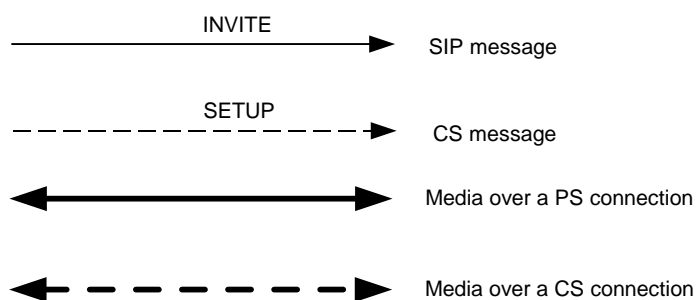 INVITE
SIP message
SETUP
CS message
Media over a PS connection
Media over a CS connection